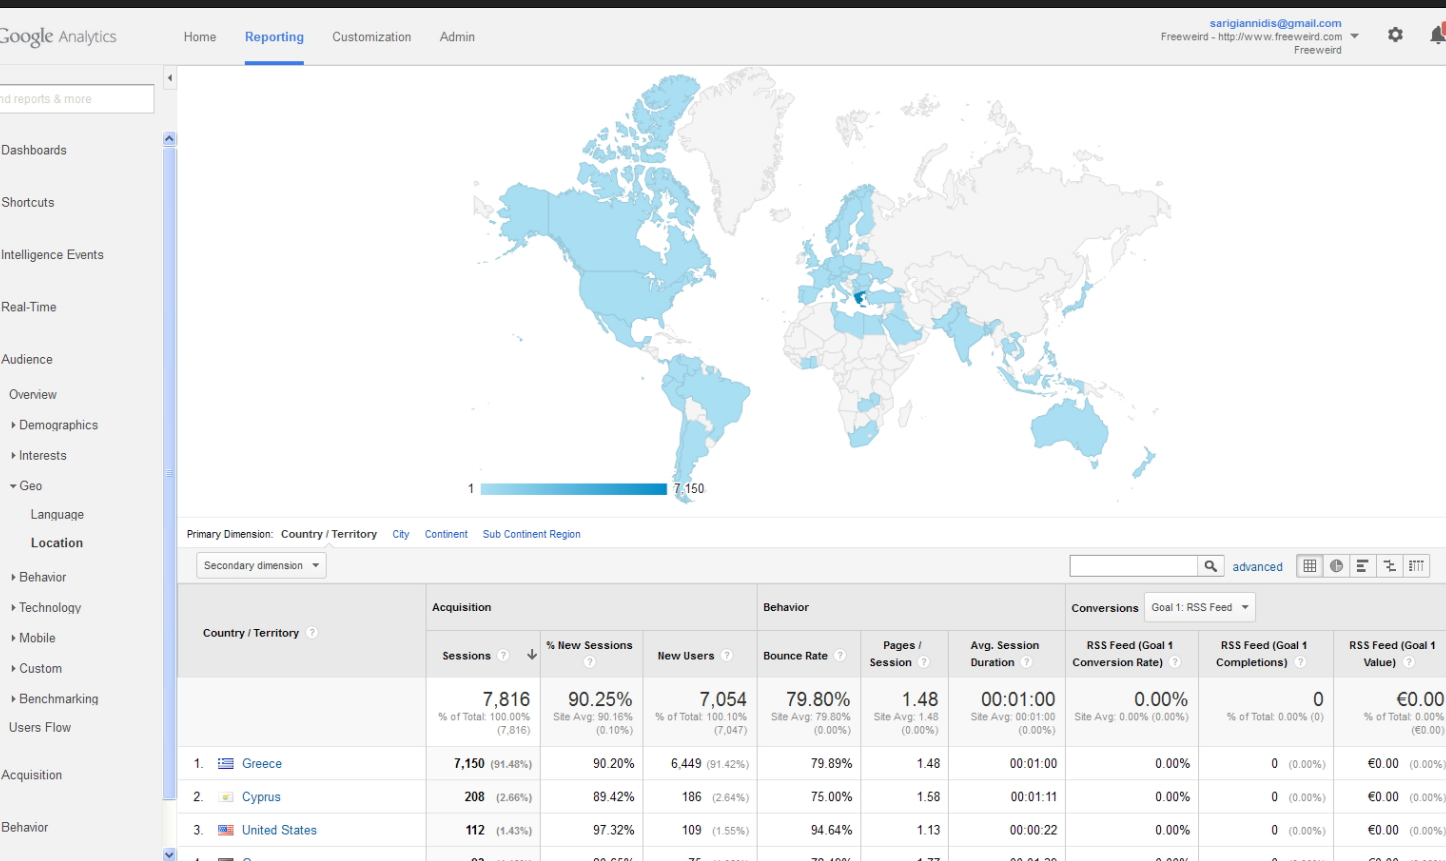 Google Analytics
Home
Reporting
Customization
Admin
sarigiannidis@gmail.com
Freeweird - http://www.freeweird.com
Freeweird
nd reports & more
Dashboards
Shortcuts
Intelligence Events
Real-Time
Audience
Overview
Demographics
Interests
Geo
Language
Location
Behavior
Technology
Mobile
Custom
Benchmarking
Users Flow
Acquisition
Behavior
1
7,150
Primary Dimension: Country / Territory City Continent Sub Continent Region
Secondary dimension
advanced
Country / Territory ?
Acquisition
Behavior
Conversions Goal 1: RSS Feed
Sessions ?
% New Sessions
?
New Users ?
Bounce Rate ?
Pages /
Session ?
Avg. Session
Duration ?
RSS Feed (Goal 1
Conversion Rate) ?
RSS Feed (Goal 1
Completions) ?
RSS Feed (Goal 1
Value) ?
7,816
% of Total: 100.00%
(7,816)
90.25%
Site Avg: 90.16%
(0.10%)
7,054
% of Total: 100.10%
(7,047)
79.80%
Site Avg: 79.80%
(0.00%)
1.48
Site Avg: 1.48
(0.00%)
00:01:00
Site Avg: 00:01:00
(0.00%)
0.00%
Site Avg: 0.00% (0.00%)
0
% of Total: 0.00% (0)
€0.00
% of Total: 0.00%
(€0.00)
1. Greece 7,150 (91.48%) 90.20% 6,449 (91.42%) 79.89% 1.48 00:01:00 0.00% 0 (0.00%) €0.00 (0.00%)
2. Cyprus 208 (2.66%) 89.42% 186 (2.64%) 75.00% 1.58 00:01:11 0.00% 0 (0.00%) €0.00 (0.00%)
3. United States 112 (1.43%) 97.32% 109 (1.55%) 94.64% 1.13 00:00:22 0.00% 0 (0.00%) €0.00 (0.00%)